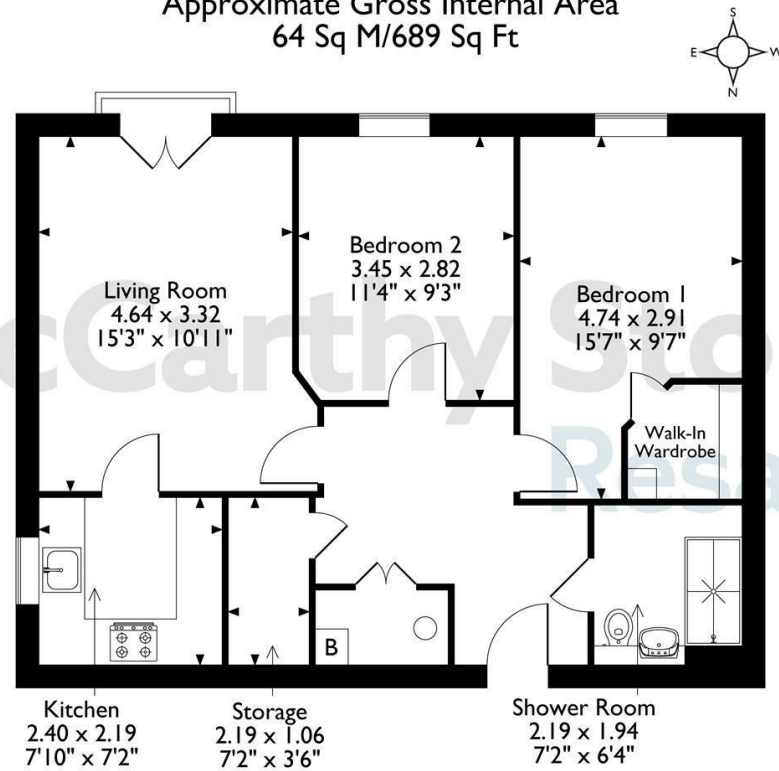 Approximate Gross Internal Area
64 Sq M/689 Sq Ft
S
E
W
N
Living Room
4.64 x 3.32
15'3" x 10'11"
Bedroom 2
3.45 x 2.82
11'4" x 9'3"
Bedroom 1
4.74 x 2.91
15'7" x 9'7"
cCarthy Sto
Resa
Walk-In
Wardrobe
B
Kitchen
2.40 x 2.19
7'10" x 7'2"
Storage
2.19 x 1.06
7'2" x 3'6"
Shower Room
2.19 x 1.94
7'2" x 6'4"